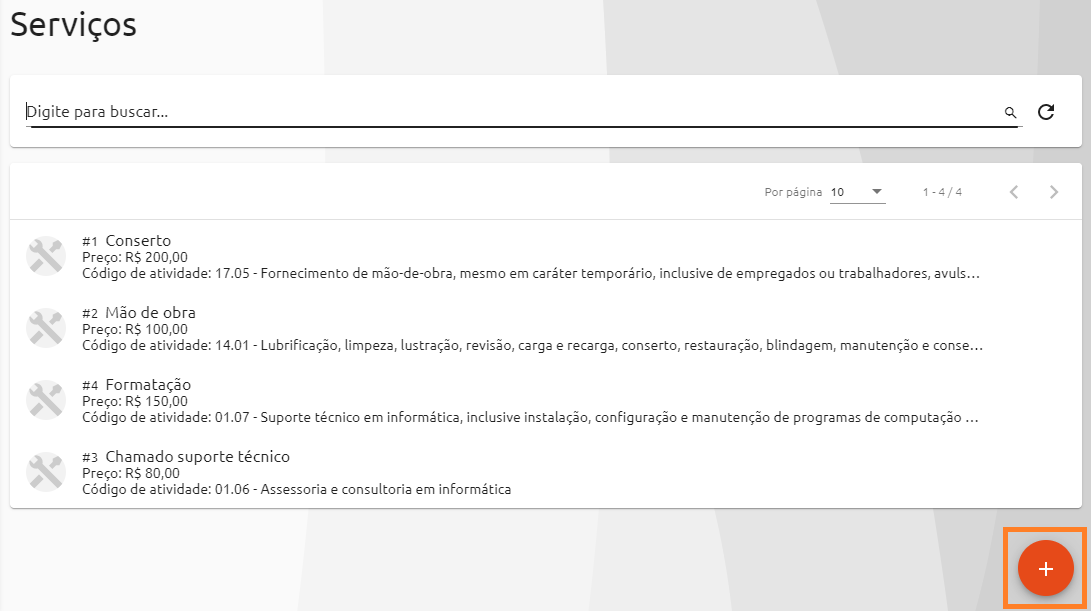 Serviços
Digite para buscar...
Por página 10 1 - 4 / 4
#1 Conserto
Preço: R$ 200,00
Código de atividade: 17.05 - Fornecimento de mão-de-obra, mesmo em caráter temporário, inclusive de empregados ou trabalhadores, avuls...
#2 Mão de obra
Preço: R$ 100,00
Código de atividade: 14.01 - Lubrificação, limpeza, lustração, revisão, carga e recarga, conserto, restauração, blindagem, manutenção e conse...
#4 Formatação
Preço: R$ 150,00
Código de atividade: 01.07 - Suporte técnico em informática, inclusive instalação, configuração e manutenção de programas de computação ...
#3 Chamado suporte técnico
Preço: R$ 80,00
Código de atividade: 01.06 - Assessoria e consultoria em informática